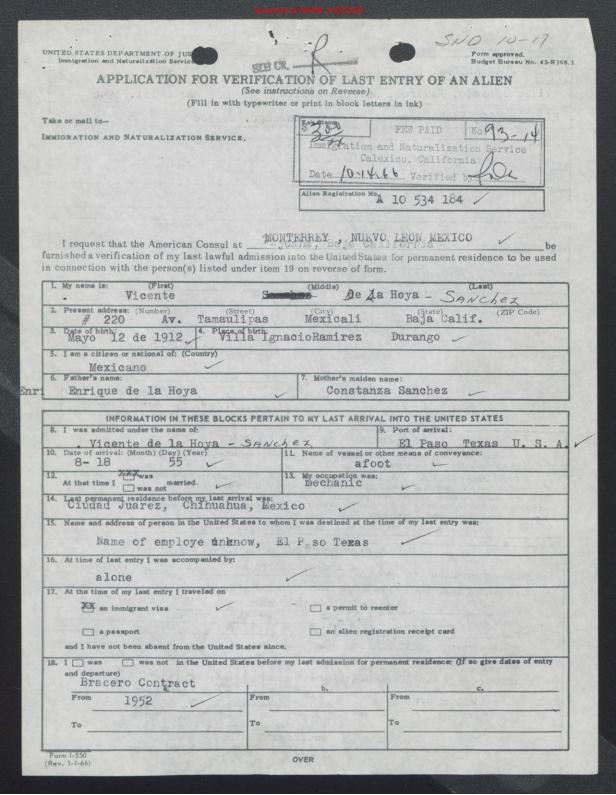 SND 10-17
UNITED STATES DEPARTMENT OF JUS
Immigration and Naturalization Service
SEE CR. R
Form approved.
Budget Bureau No. 43-R368.1
APPLICATION FOR VERIFICATION OF LAST ENTRY OF AN ALIEN
(See instructions on Reverse)
(Fill in with typewriter or print in block letters in ink)
Take or mail to—
IMMIGRATION AND NATURALIZATION SERVICE,
Fee Stamp
$ 3.00 FEE PAID No 93-14
Immigration and Naturalization Service
Calexico, California
Date 10-14-66 Verified by
Alien Registration No.
A 10 534 184
MONTERREY , NUEVO LEON MEXICO
I request that the American Consul at be
furnished a verification of my last lawful admission into the United States for permanent residence to be used
in connection with the person(s) listed under item 19 on reverse of form.
1. My name is: (First) (Middle) (Last)
Vicente De La Hoya - SANCHEZ
2. Present address: (Number) (Street) (City) (State) (ZIP Code)
# 220 Av. Tamaulipas Mexicali Baja Calif.
3. Date of birth: 4. Place of birth:
Mayo 12 de 1912 Villa IgnacioRamirez Durango
5. I am a citizen or national of: (Country)
Mexicano
6. Father's name: 7. Mother's maiden name:
Enri Enrique de la Hoya Constanza Sanchez
INFORMATION IN THESE BLOCKS PERTAIN TO MY LAST ARRIVAL INTO THE UNITED STATES
8. I was admitted under the name of: 9. Port of arrival:
. Vicente de la Hoya - SANCHEZ El Paso Texas U. S. A.
10. Date of arrival: (Month) (Day) (Year) 11. Name of vessel or other means of conveyance:
8- 18 55 afoot
12. XXX was 13. My occupation was:
At that time I married. mechanic
was not
14. Last permanent residence before my last arrival was:
Ciudad Juarez, Chihuahua, Mexico
15. Name and address of person in the United States to whom I was destined at the time of my last entry was:
Name of employe unknow, El P so Texas
16. At time of last entry I was accompanied by:
alone
17. At the time of my last entry I traveled on
XX an immigrant visa a permit to reenter
a passport an alien registration receipt card
and I have not been absent from the United States since.
18. I was was not in the United States before my last admission for permanent residence: (If so give dates of entry
and departure)
Bracero Contract
a. b. c.
From 1952 From From
To To To
Form I-550
(Rev. 1-1-66)
OVER